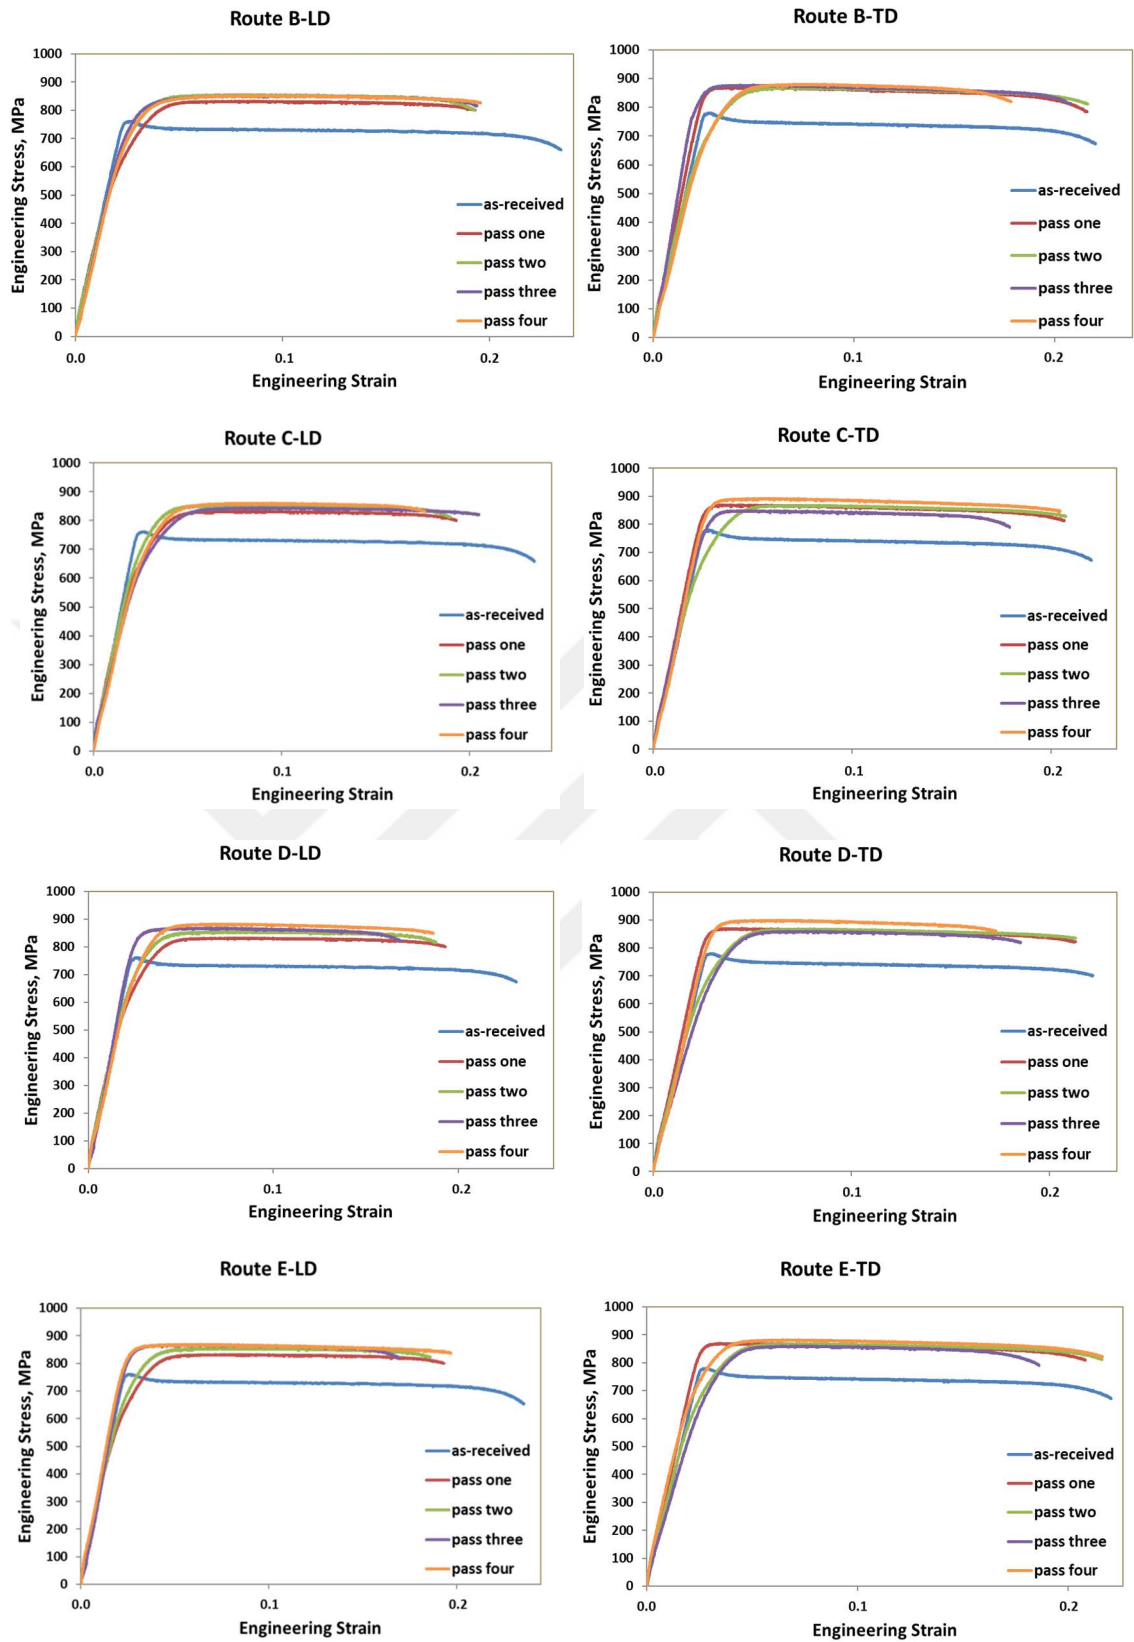 Route B-LD
1000
900
800
700
600
500
400
300
200
100
0
0.0 0.1 0.2
Engineering Stress, MPa
Engineering Strain
as-received
pass one
pass two
pass three
pass four
Route B-TD
1000
900
800
700
600
500
400
300
200
100
0
0.0 0.1 0.2
Engineering Stress, MPa
Engineering Strain
as-received
pass one
pass two
pass three
pass four
Route C-LD
1000
900
800
700
600
500
400
300
200
100
0
0.0 0.1 0.2
Engineering Stress, MPa
Engineering Strain
as-received
pass one
pass two
pass three
pass four
Route C-TD
1000
900
800
700
600
500
400
300
200
100
0
0.0 0.1 0.2
Engineering Stress, MPa
Engineering Strain
as-received
pass one
pass two
pass three
pass four
Route D-LD
1000
900
800
700
600
500
400
300
200
100
0
0.0 0.1 0.2
Engineering Stress, MPa
Engineering Strain
as-received
pass one
pass two
pass three
pass four
Route D-TD
1000
900
800
700
600
500
400
300
200
100
0
0.0 0.1 0.2
Engineering Stress, MPa
Engineering Strain
as-received
pass one
pass two
pass three
pass four
Route E-LD
1000
900
800
700
600
500
400
300
200
100
0
0.0 0.1 0.2
Engineering Stress, MPa
Engineering Strain
as-received
pass one
pass two
pass three
pass four
Route E-TD
1000
900
800
700
600
500
400
300
200
100
0
0.0 0.1 0.2
Engineering Stress, MPa
Engineering Strain
as-received
pass one
pass two
pass three
pass four